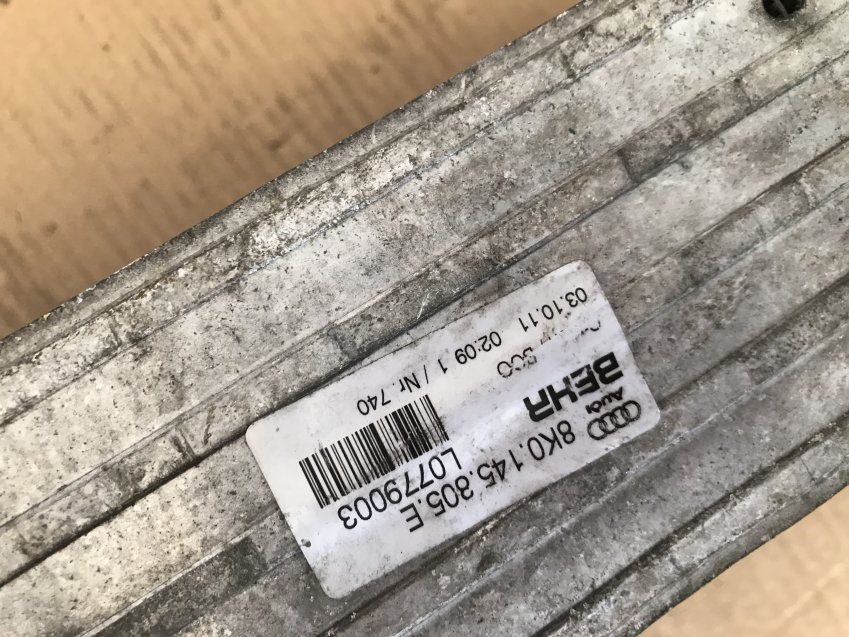 Audi
8K0.145.805.E
L0779003
BEHR
03.10.11 02:09 1 / Nr. 740